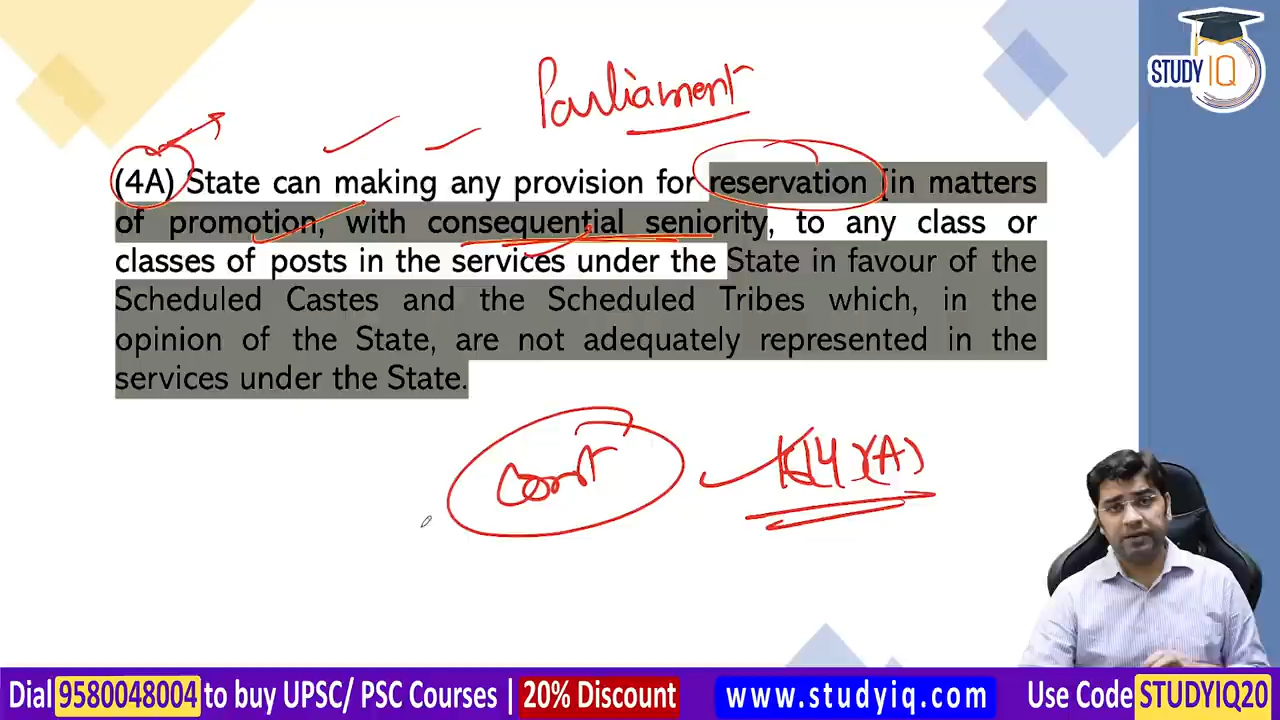 STUDY IQ
Parliament
(4A) State can making any provision for reservation [in matters
of promotion, with consequential seniority, to any class or
classes of posts in the services under the State in favour of the
Scheduled Castes and the Scheduled Tribes which, in the
opinion of the State, are not adequately represented in the
services under the State.
Dial 9580048004 to buy UPSC/ PSC Courses | 20% Discount www.studyiq.com Use Code STUDYIQ20